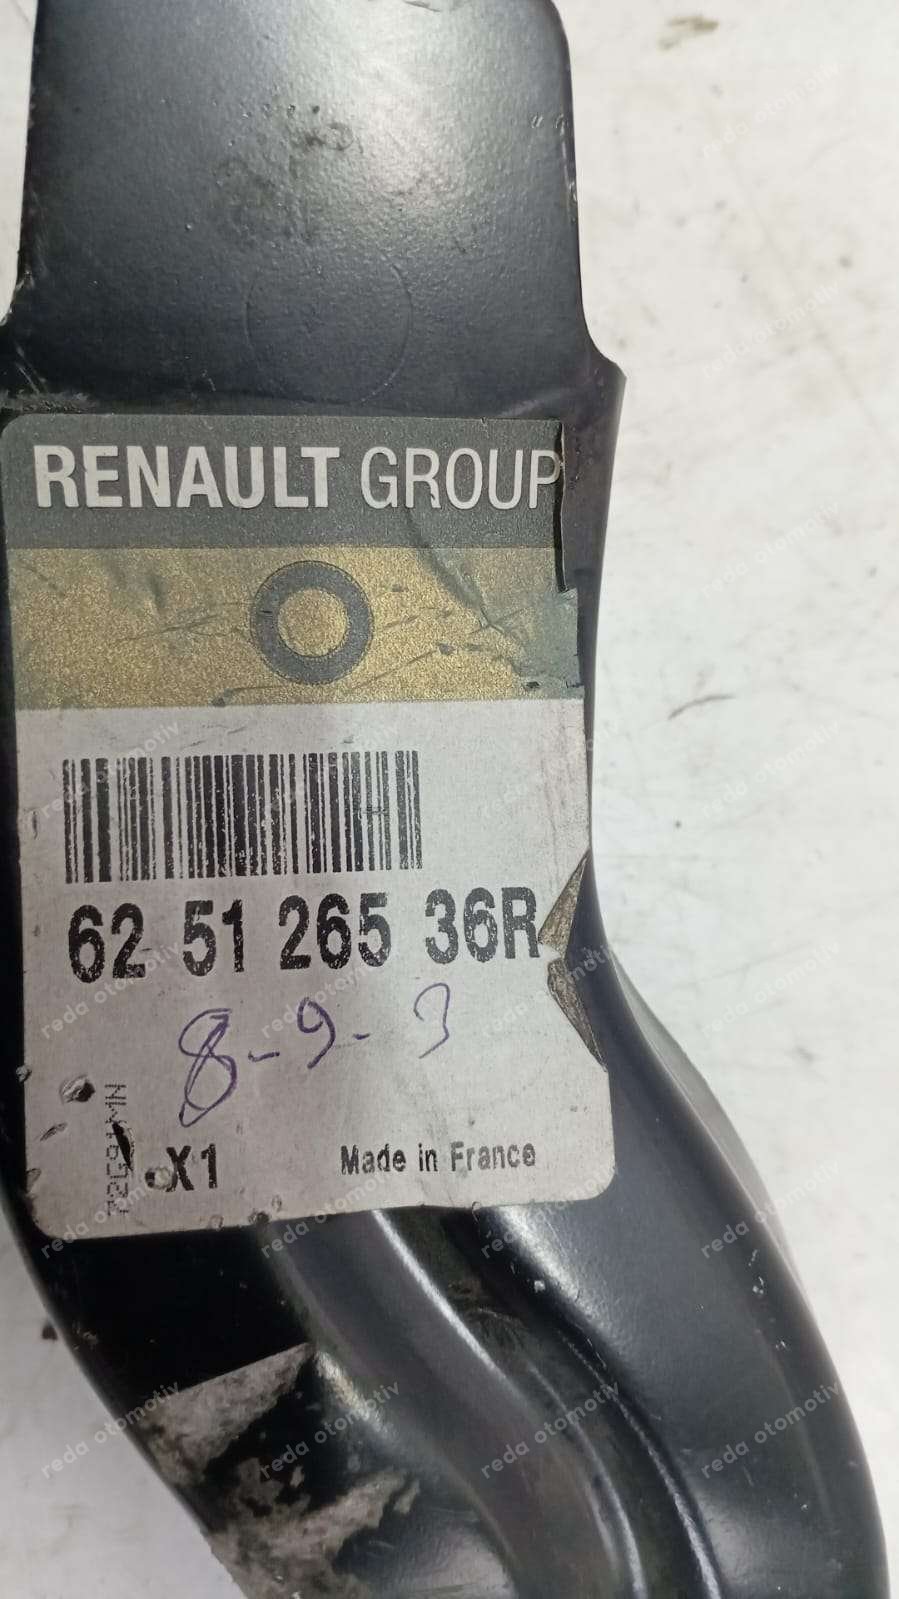 RENAULT GROUP
62 51 265 36R
8-9-3
X1
Made in France
reda otomotiv